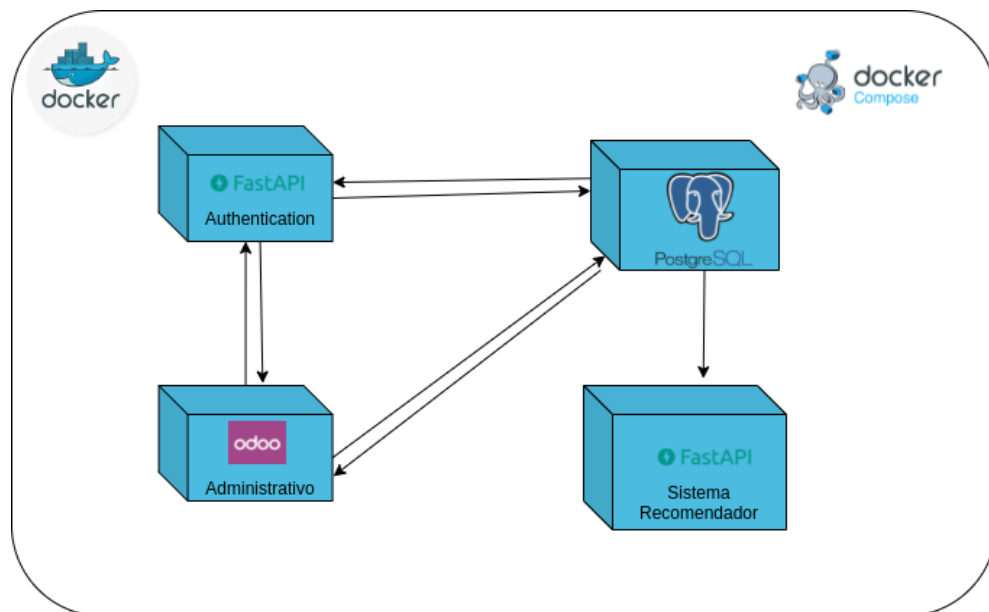 docker
docker
Compose
FastAPI
Authentication
PostgreSQL
odoo
Administrativo
FastAPI
Sistema
Recomendador